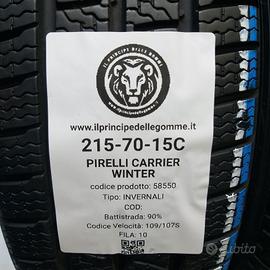 IL PRINCIPE DELLE GOMME
www.ilprincipedellegomme.it
215-70-15C
PIRELLI CARRIER
WINTER
codice prodotto: 58550
Tipo: INVERNALI
COD:
Battistrada: 90%
Codice Velocità: 109/107S
FILA: 10
subito